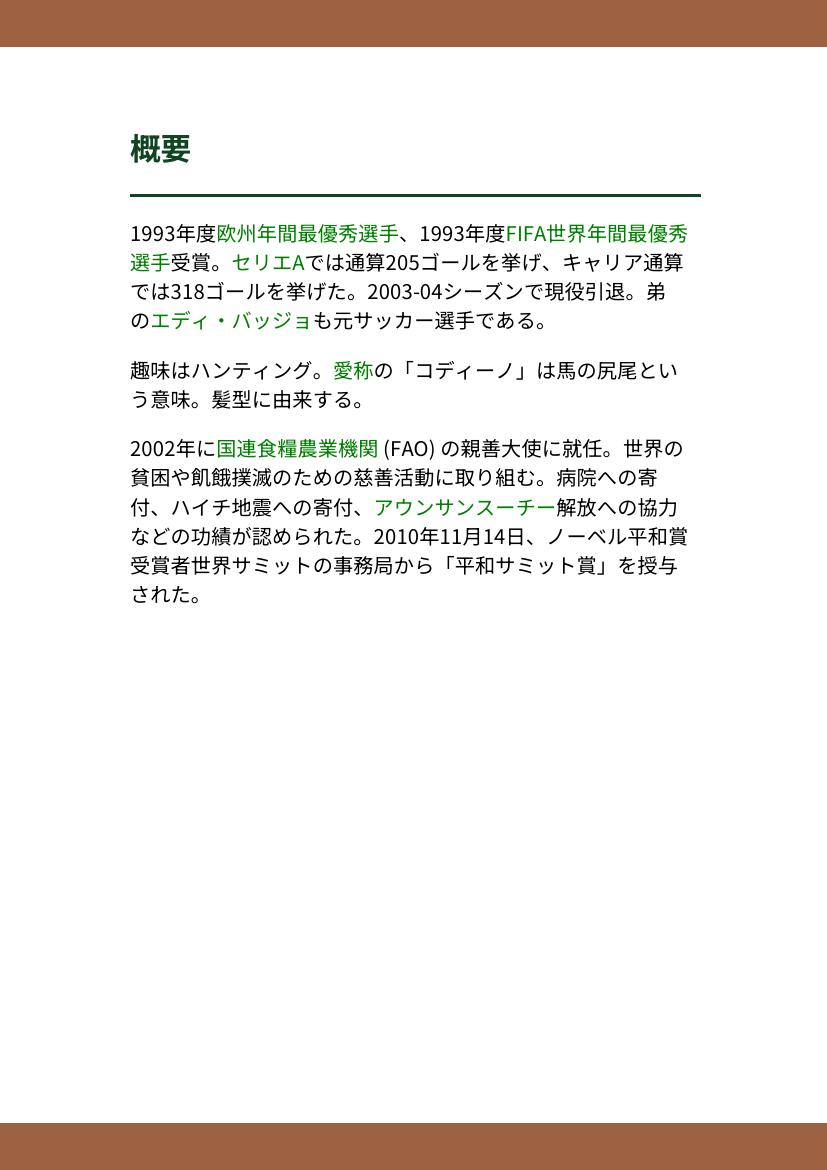 概要
1993年度欧州年間最優秀選手、1993年度FIFA世界年間最優秀
選手受賞。セリエAでは通算205ゴールを挙げ、キャリア通算
では318ゴールを挙げた。2003-04シーズンで現役引退。弟
のエディ・バッジョも元サッカー選手である。
趣味はハンティング。愛称の「コディーノ」は馬の尻尾とい
う意味。髪型に由来する。
2002年に国連食糧農業機関 (FAO) の親善大使に就任。世界の
貧困や飢餓撲滅のための慈善活動に取り組む。病院への寄
付、ハイチ地震への寄付、アウンサンスーチー解放への協力
などの功績が認められた。2010年11月14日、ノーベル平和賞
受賞者世界サミットの事務局から「平和サミット賞」を授与
された。